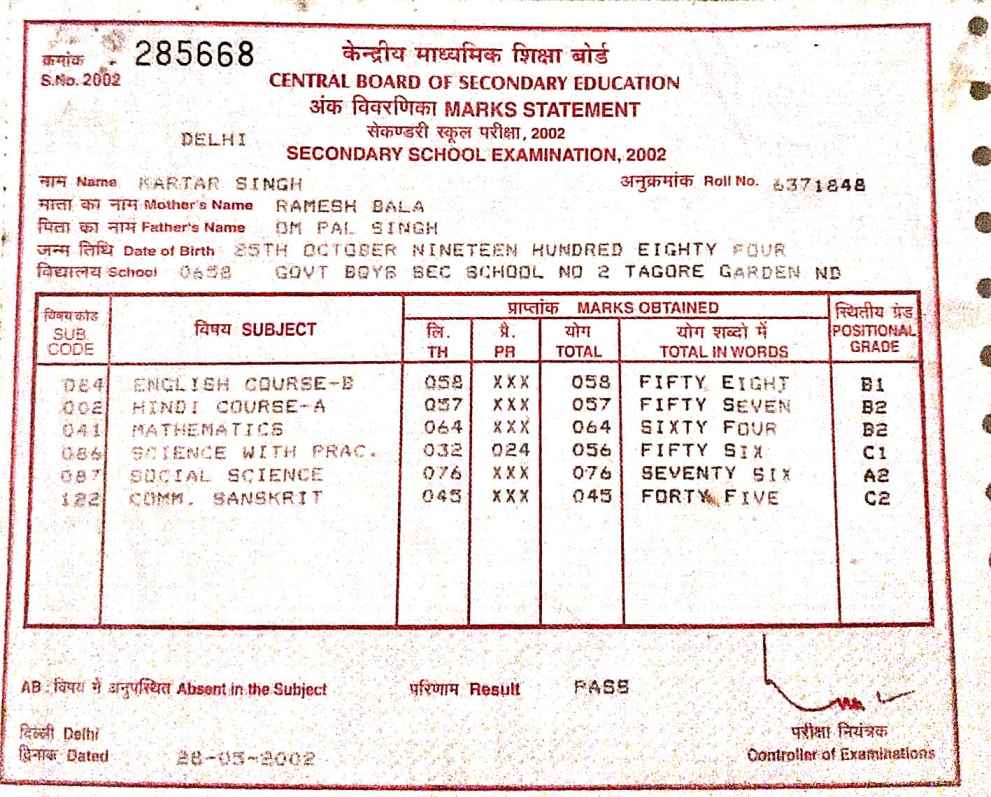 क्रमांक 285668 केन्द्रीय माध्यमिक शिक्षा बोर्ड
S.No. 2002 CENTRAL BOARD OF SECONDARY EDUCATION
अंक विवरणिका MARKS STATEMENT
DELHI सेकण्डरी स्कूल परीक्षा, 2002
SECONDARY SCHOOL EXAMINATION, 2002
नाम Name KARTAR SINGH अनुक्रमांक Roll No. 6371848
माता का नाम Mother's Name RAMESH BALA
पिता का नाम Father's Name OM PAL SINGH
जन्म तिथि Date of Birth 25TH OCTOBER NINETEEN HUNDRED EIGHTY FOUR
विद्यालय School 0658 GOVT BOYS SEC SCHOOL NO 2 TAGORE GARDEN ND
विषय कोड SUB. CODE विषय SUBJECT प्राप्तांक MARKS OBTAINED स्थितीय ग्रेड POSITIONAL GRADE
लि. TH प्रै. PR योग TOTAL योग शब्दों में TOTAL IN WORDS
084 ENGLISH COURSE-B 058 XXX 058 FIFTY EIGHT B1
002 HINDI COURSE-A 057 XXX 057 FIFTY SEVEN B2
041 MATHEMATICS 064 XXX 064 SIXTY FOUR B2
086 SCIENCE WITH PRAC. 032 024 056 FIFTY SIX C1
087 SOCIAL SCIENCE 076 XXX 076 SEVENTY SIX A2
122 COMM. SANSKRIT 045 XXX 045 FORTY FIVE C2
AB : विषय में अनुपस्थित Absent in the Subject परिणाम Result PASS
दिल्ली Delhi परीक्षा नियंत्रक
दिनांक Dated 28-05-2002 Controller of Examinations